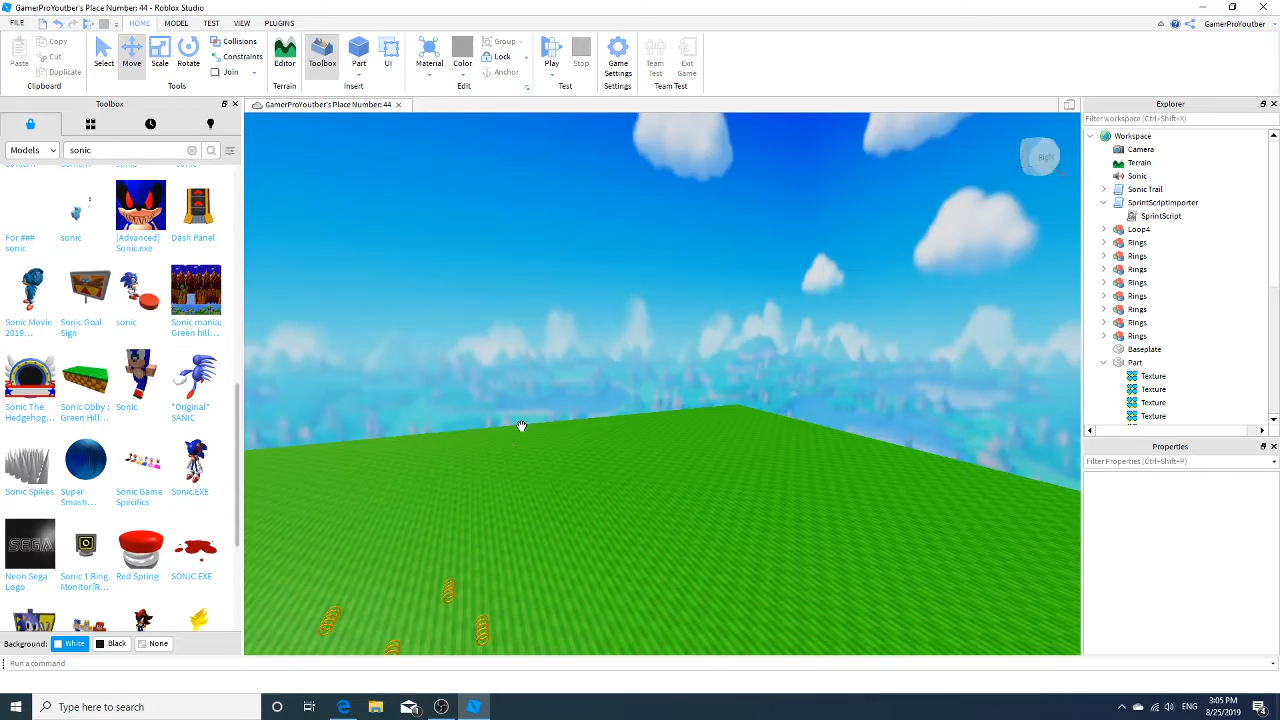 GamerProYoutber's Place Number: 44 - Roblox Studio
FILE HOME MODEL TEST VIEW PLUGINS
GamerProYoutber
Paste
Copy
Cut
Duplicate
Clipboard
Select Move Scale Rotate
Collisions
Constraints
Join
Tools
Editor
Terrain
Toolbox Part UI
Insert
Material Color
Group
Lock
Anchor
Edit
Play Stop
Test
Game
Settings
Settings
Team
Test
Exit
Game
Team Test
Toolbox
GamerProYoutber's Place Number: 44
Models sonic
For ###
sonic
sonic
[Advanced]
Sonic.exe
Dash Panel
Sonic Movie
2019...
Sonic Goal
Sign
sonic
Sonic mania:
Green hill...
Sonic The
Hedgehog...
Sonic Obby :
Green Hill...
Sonic
*Original*
SANIC
Sonic Spikes
Super
Smash...
Sonic Game
Specifics
Sonic.EXE
SEGA
Neon Sega
Logo
Sonic 1 Ring
Monitor[R...
Red Spring
SONIC EXE
Background: White Black None
Run a command
Right
Explorer
Filter workspace (Ctrl+Shift+X)
Workspace
Camera
Terrain
Sonic
Sonic Trail
SprintScriptImporter
SprintScript
Loop4
Rings
Rings
Rings
Rings
Rings
Rings
Rings
Rings
Baseplate
Part
Texture
Texture
Texture
Texture
Properties
Filter Properties (Ctrl+Shift+P)
Type here to search
ENG
3:05 PM
8/25/2019